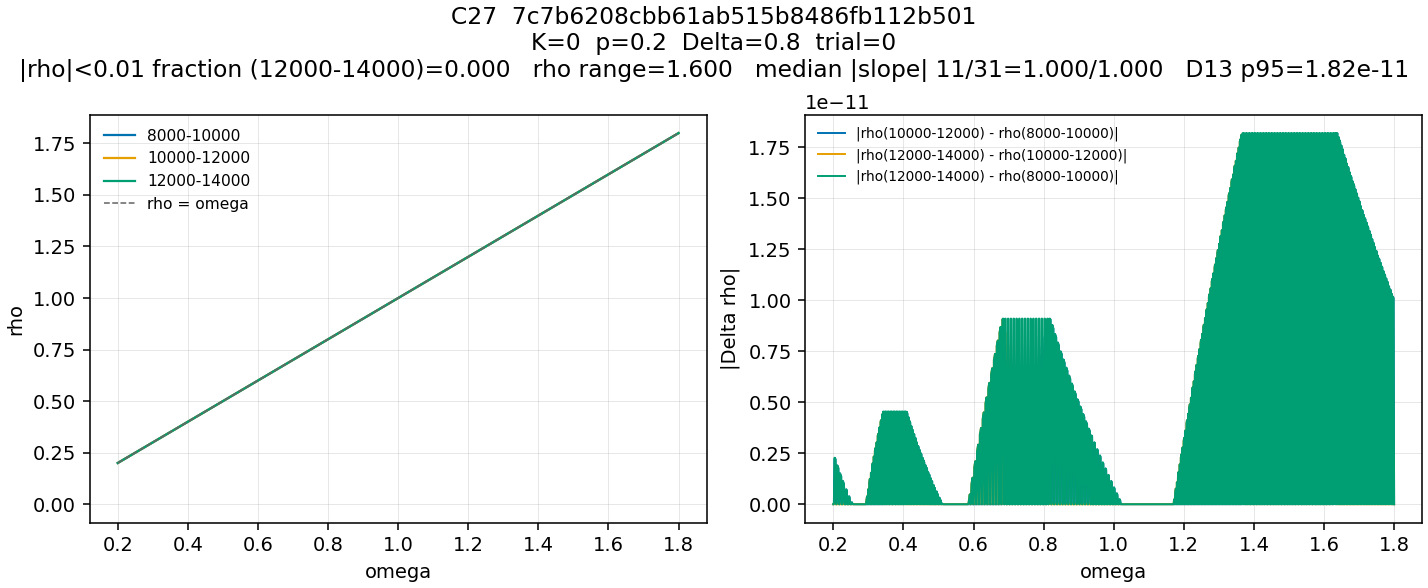 C27  7c7b6208cbb61ab515b8486fb112b501
K=0  p=0.2  Delta=0.8  trial=0
|rho|<0.01 fraction (12000-14000)=0.000   rho range=1.600   median |slope| 11/31=1.000/1.000   D13 p95=1.82e-11
8000-10000
10000-12000
12000-14000
rho = omega
1.75
1.50
1.25
1.00
0.75
0.50
0.25
0.00
rho
0.2 0.4 0.6 0.8 1.0 1.2 1.4 1.6 1.8
omega
1e−11
|rho(10000-12000) - rho(8000-10000)|
|rho(12000-14000) - rho(10000-12000)|
|rho(12000-14000) - rho(8000-10000)|
1.75
1.50
1.25
1.00
0.75
0.50
0.25
0.00
|Delta rho|
0.2 0.4 0.6 0.8 1.0 1.2 1.4 1.6 1.8
omega